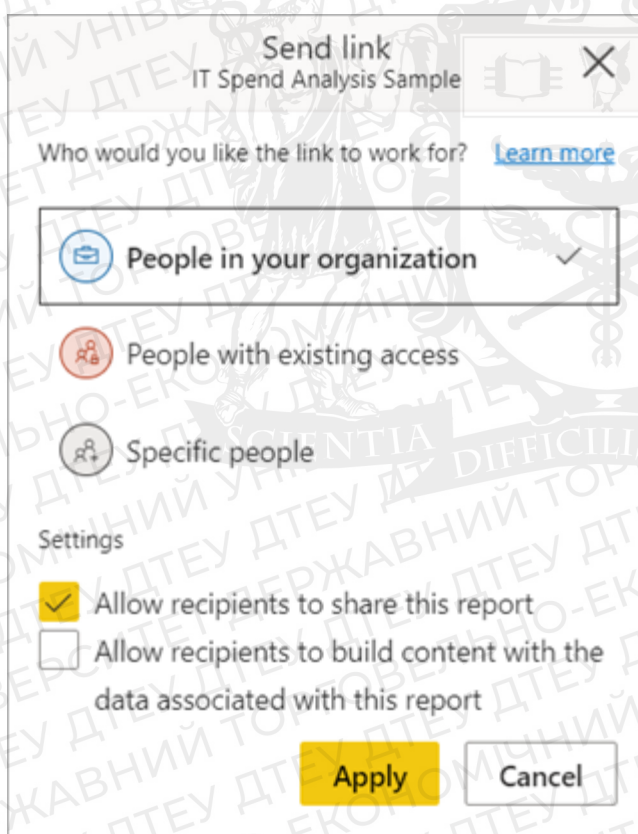 Send link
IT Spend Analysis Sample
Who would you like the link to work for? Learn more
People in your organization
People with existing access
Specific people
SCIENTIA DIFFICILI
Settings
Allow recipients to share this report
Allow recipients to build content with the
data associated with this report
Apply Cancel